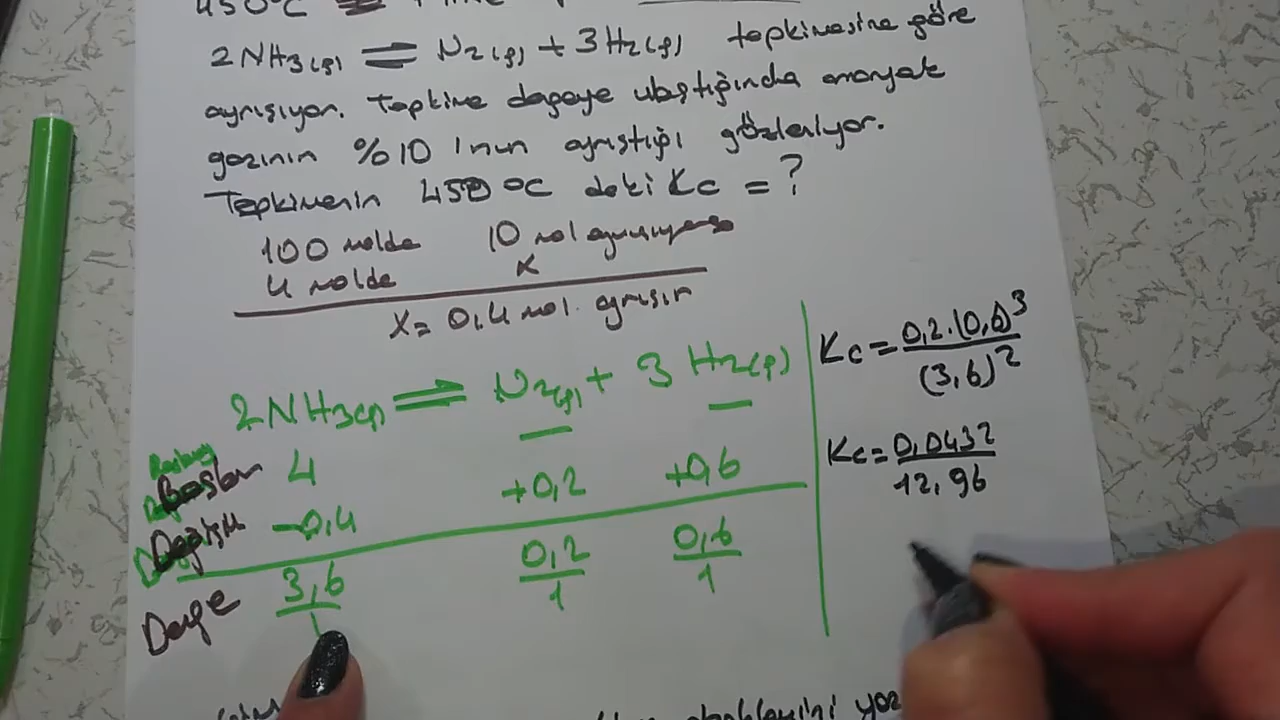 450°C
2NH3(g) ⇌ N2(g) + 3H2(g) tepkimesine göre
ayrışıyor. Tepkime dengeye ulaştığında amonyak
gazının %10 'nun ayrıştığı gözleniyor.
Tepkimenin 450 °C deki Kc = ?
100 molde 10 mol ayrışıyorsa
4 molde x
X = 0,4 mol ayrışır
2NH3(g) ⇌ N2(g) + 3H2(g)
Başlan 4
Değişim -0,4 +0,2 +0,6
Denge 3,6/1 0,2/1 0,6/1
Kc = 0,2.(0,6)^3/(3,6)^2
Kc = 0,0432/12,96